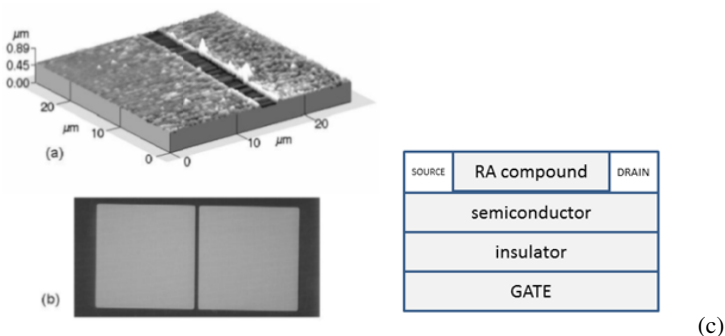 µm
0.89
0.45
0.00
20
µm
10
0
0
10
µm
20
(a)
(b)
SOURCE
RA compound
DRAIN
semiconductor
insulator
GATE
(c)